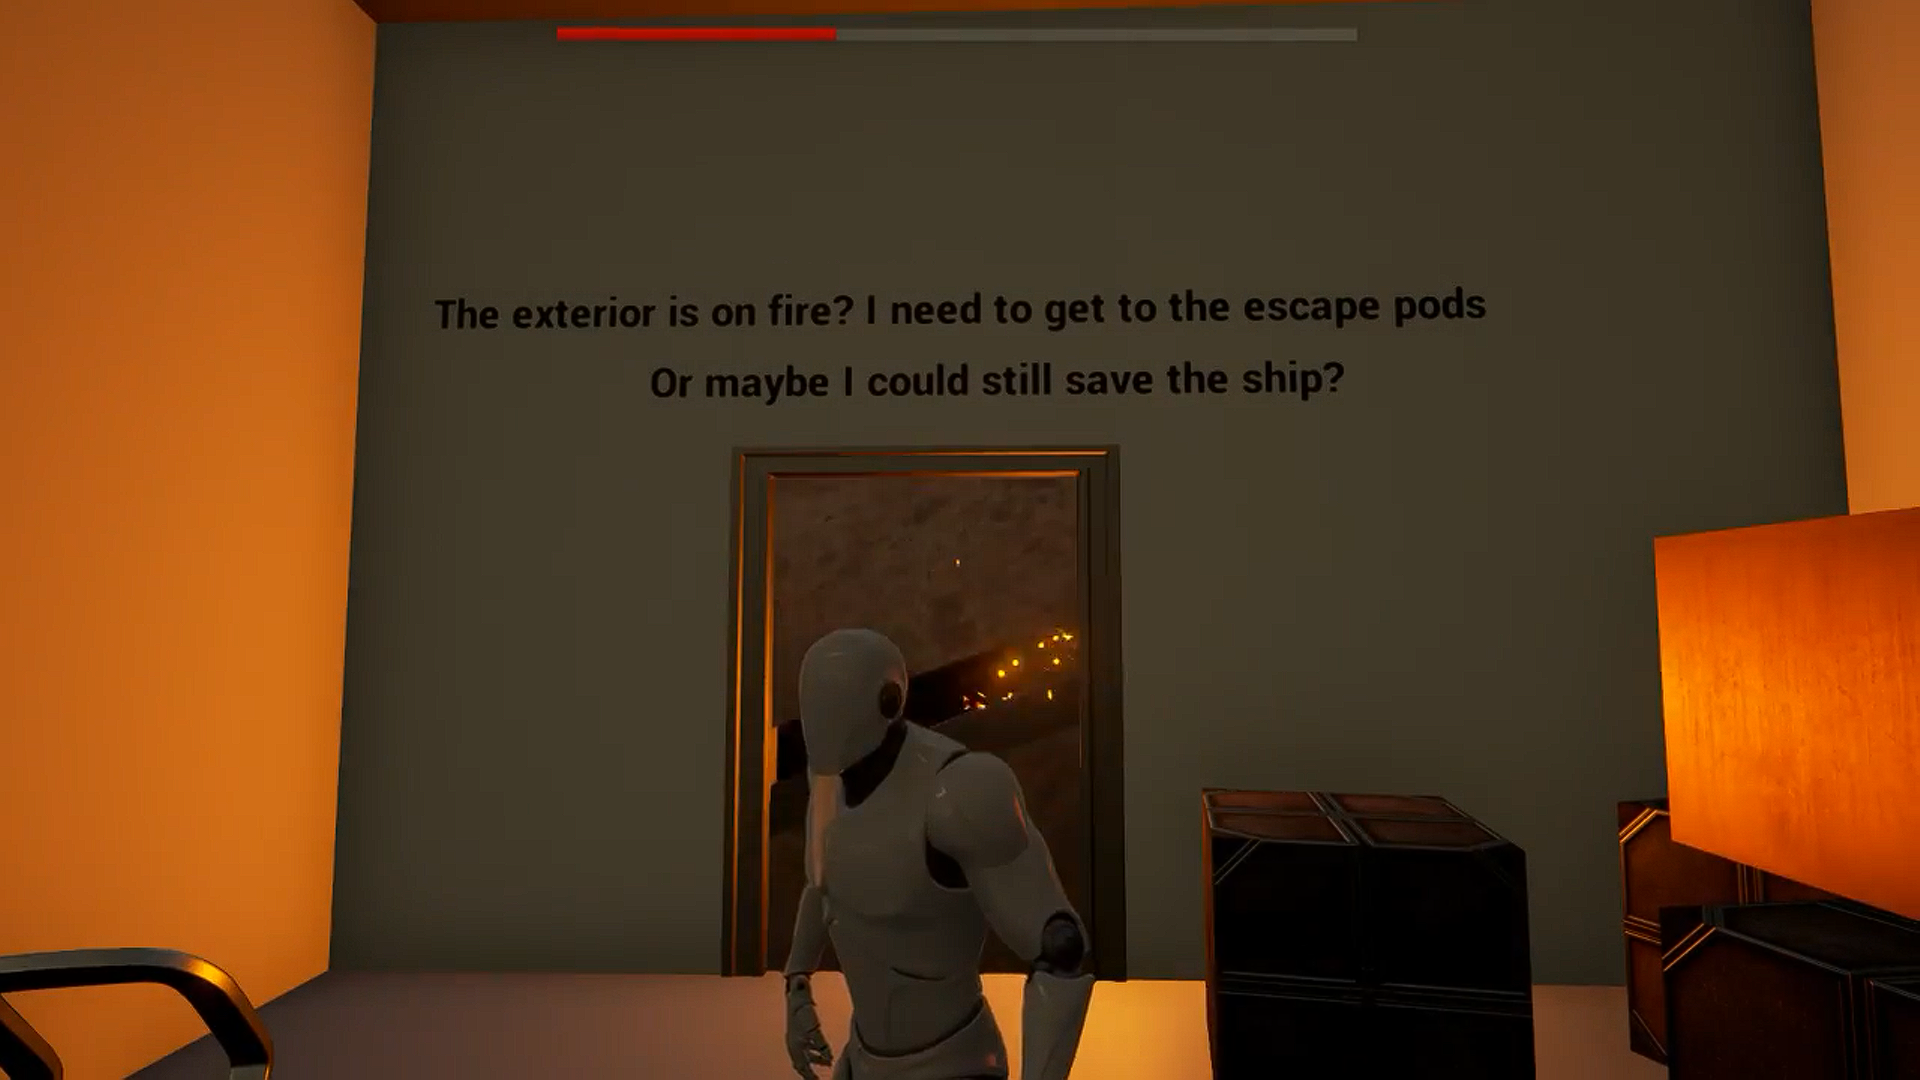 The exterior is on fire? I need to get to the escape pods
Or maybe I could still save the ship?